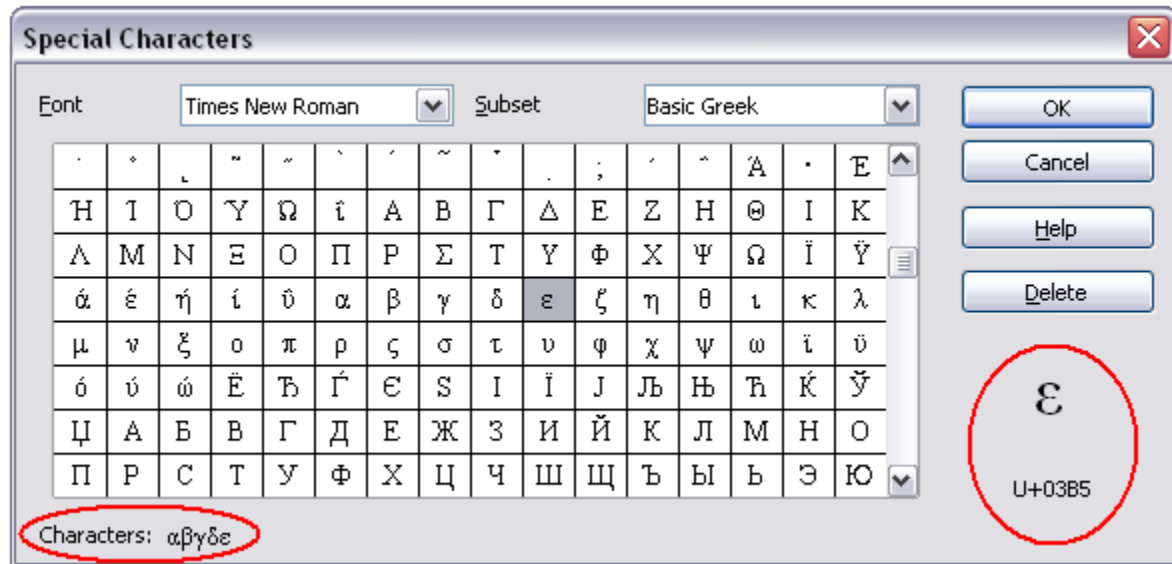 Special Characters
Font Times New Roman Subset Basic Greek
OK
Cancel
Help
Delete
˙ ˚ ˛ ˜ ˝ ̀ ́ ̃ ̉ ̣ ; ΄ ΅ Ά · Έ
Ή Ί Ό Ύ Ώ ΐ Α Β Γ Δ Ε Ζ Η Θ Ι Κ
Λ Μ Ν Ξ Ο Π Ρ Σ Τ Υ Φ Χ Ψ Ω Ϊ Ϋ
ά έ ή ί ΰ α β γ δ ε ζ η θ ι κ λ
μ ν ξ ο π ρ ς σ τ υ φ χ ψ ω ϊ ϋ
ό ύ ώ Ё Ђ Ѓ Є Ѕ І Ї Ј Љ Њ Ћ Ќ Ў
Џ А Б В Г Д Е Ж З И Й К Л М Н О
П Р С Т У Ф Х Ц Ч Ш Щ Ъ Ы Ь Э Ю
ε
U+03B5
Characters: αβγδε